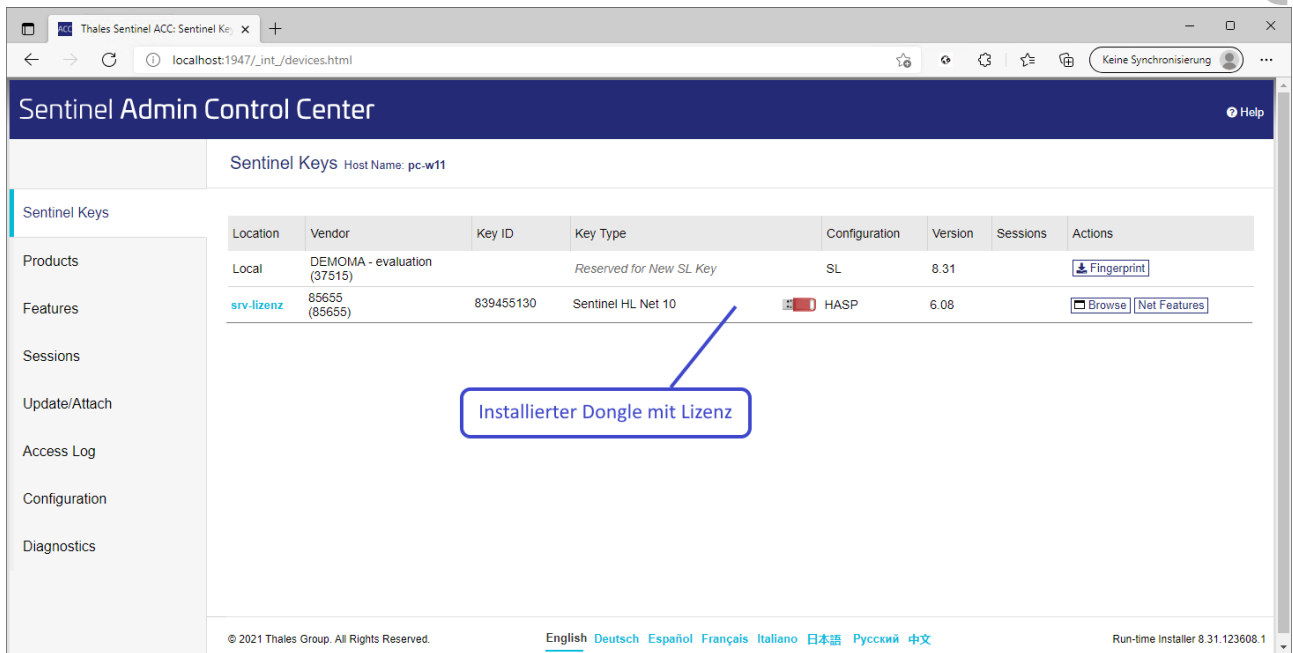 Thales Sentinel ACC: Sentinel Ke
localhost:1947/_int_/devices.html
Keine Synchronisierung
Sentinel Admin Control Center
Help
Sentinel Keys Host Name: pc-w11
Sentinel Keys
Products
Features
Sessions
Update/Attach
Access Log
Configuration
Diagnostics
Location Vendor Key ID Key Type Configuration Version Sessions Actions
Local DEMOMA - evaluation (37515) Reserved for New SL Key SL 8.31 Fingerprint
srv-lizenz 85655 (85655) 839455130 Sentinel HL Net 10 HASP 6.08 Browse Net Features
Installierter Dongle mit Lizenz
© 2021 Thales Group. All Rights Reserved. English Deutsch Español Français Italiano 日本語 Русский 中文 Run-time Installer 8.31.123608.1